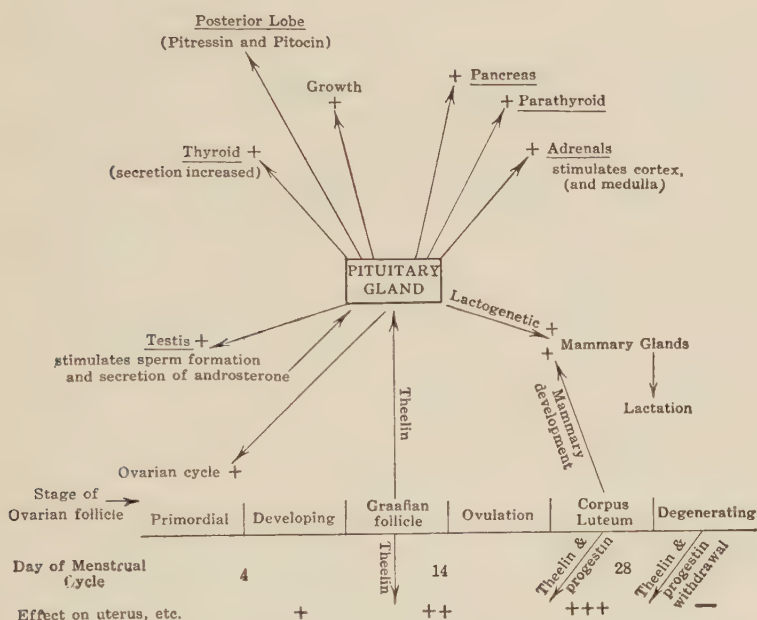 Posterior Lobe
(Pitressin and Pitocin)
Growth
+
+ Pancreas
+ Parathyroid
Thyroid +
(secretion increased)
+ Adrenals
stimulates cortex,
(and medulla)
PITUITARY
GLAND
Lactogenetic +
Testis +
stimulates sperm formation
and secretion of androsterone
+ Mammary Glands
Theelin
Mammary
development
Lactation
Ovarian cycle +
Stage of
Ovarian follicle
Primordial
Developing
Graafian
follicle
Ovulation
Corpus
Luteum
Degenerating
Day of Menstrual
Cycle
4
Theelin
14
Theelin &
progestin
28
Theelin &
progestin
withdrawal
Effect on uterus, etc.
+
++
+++
—